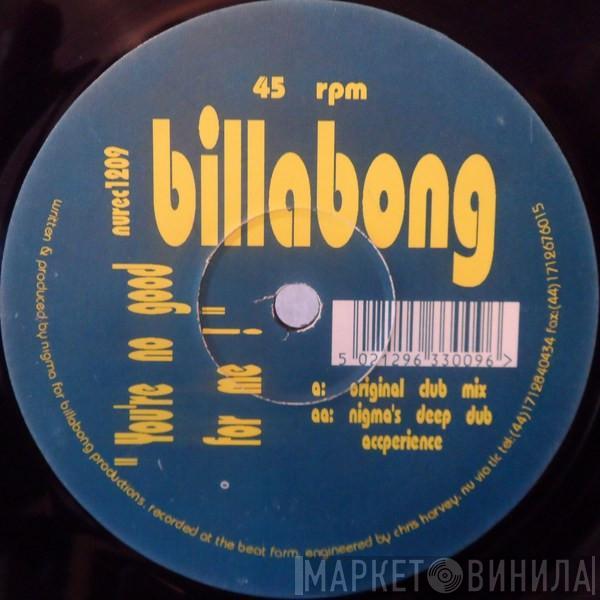 45 rpm
billabong
nurec1209
"You're no good
for me!"
5 021296 330096 >
a: original club mix
aa: nigma's deep dub
accperience
written & produced by nigma for billabong productions. recorded at the beat farm. engineered by chris harvey. nu via tlc tel:(44)1712840434 fax:(44)1712676015
МАРКЕТ ВИНИЛА